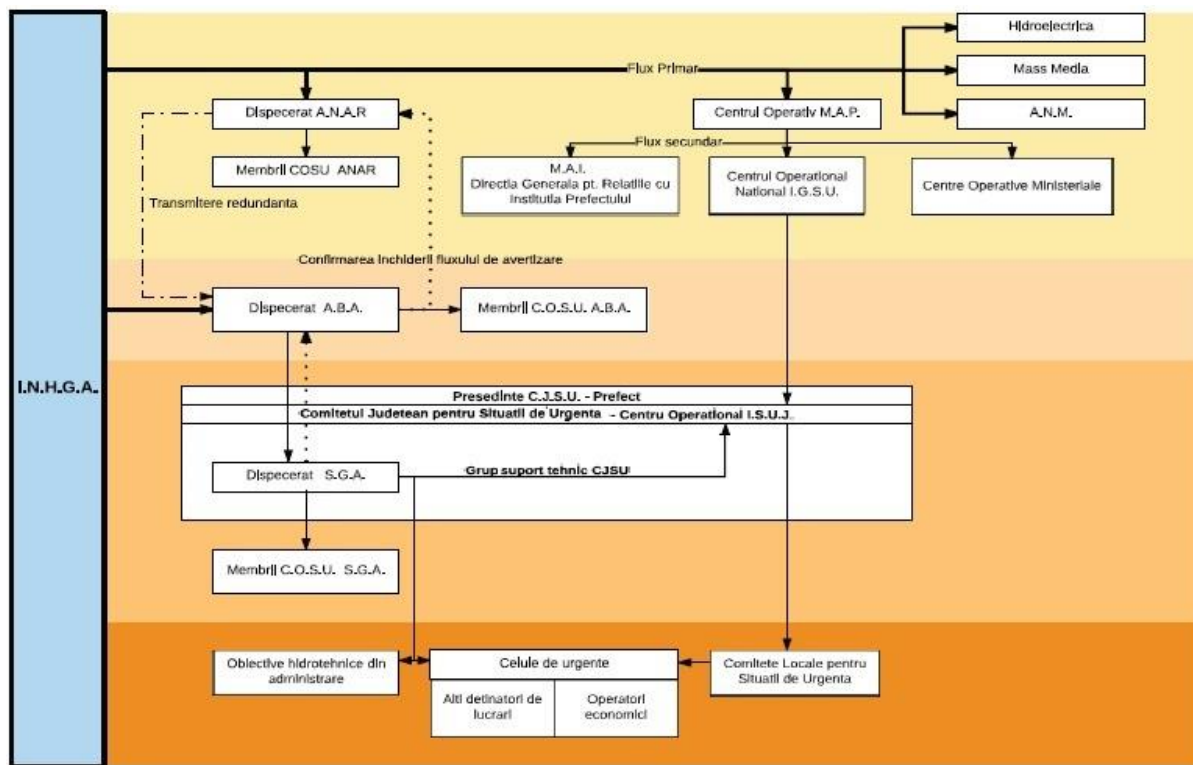 I.N.H.G.A.
Hidroelectrica
Flux Primar
Mass Media
Dispecerat A.N.A.R
Centrul Operativ M.A.P.
A.N.M.
Flux secundar
Membrii COSU ANAR
M.A.I.
Directia Generala pt. Relatiile cu
Institutia Prefectului
Centrul Operational
National I.G.S.U.
Centre Operative Ministeriale
Transmitere redundanta
Confirmarea inchiderii fluxului de avertizare
Dispecerat A.B.A.
Membrii C.O.S.U. A.B.A.
Presedinte C.J.S.U. - Prefect
Comitetul Judetean pentru Situatii de Urgenta - Centru Operational I.S.U.J.
Dispecerat S.G.A.
Grup suport tehnic CJSU
Membrii C.O.S.U. S.G.A.
Obiective hidrotehnice din
administrare
Celule de urgente
Alti detinatori de
lucrari
Operatori
economici
Comitete Locale pentru
Situatii de Urgenta